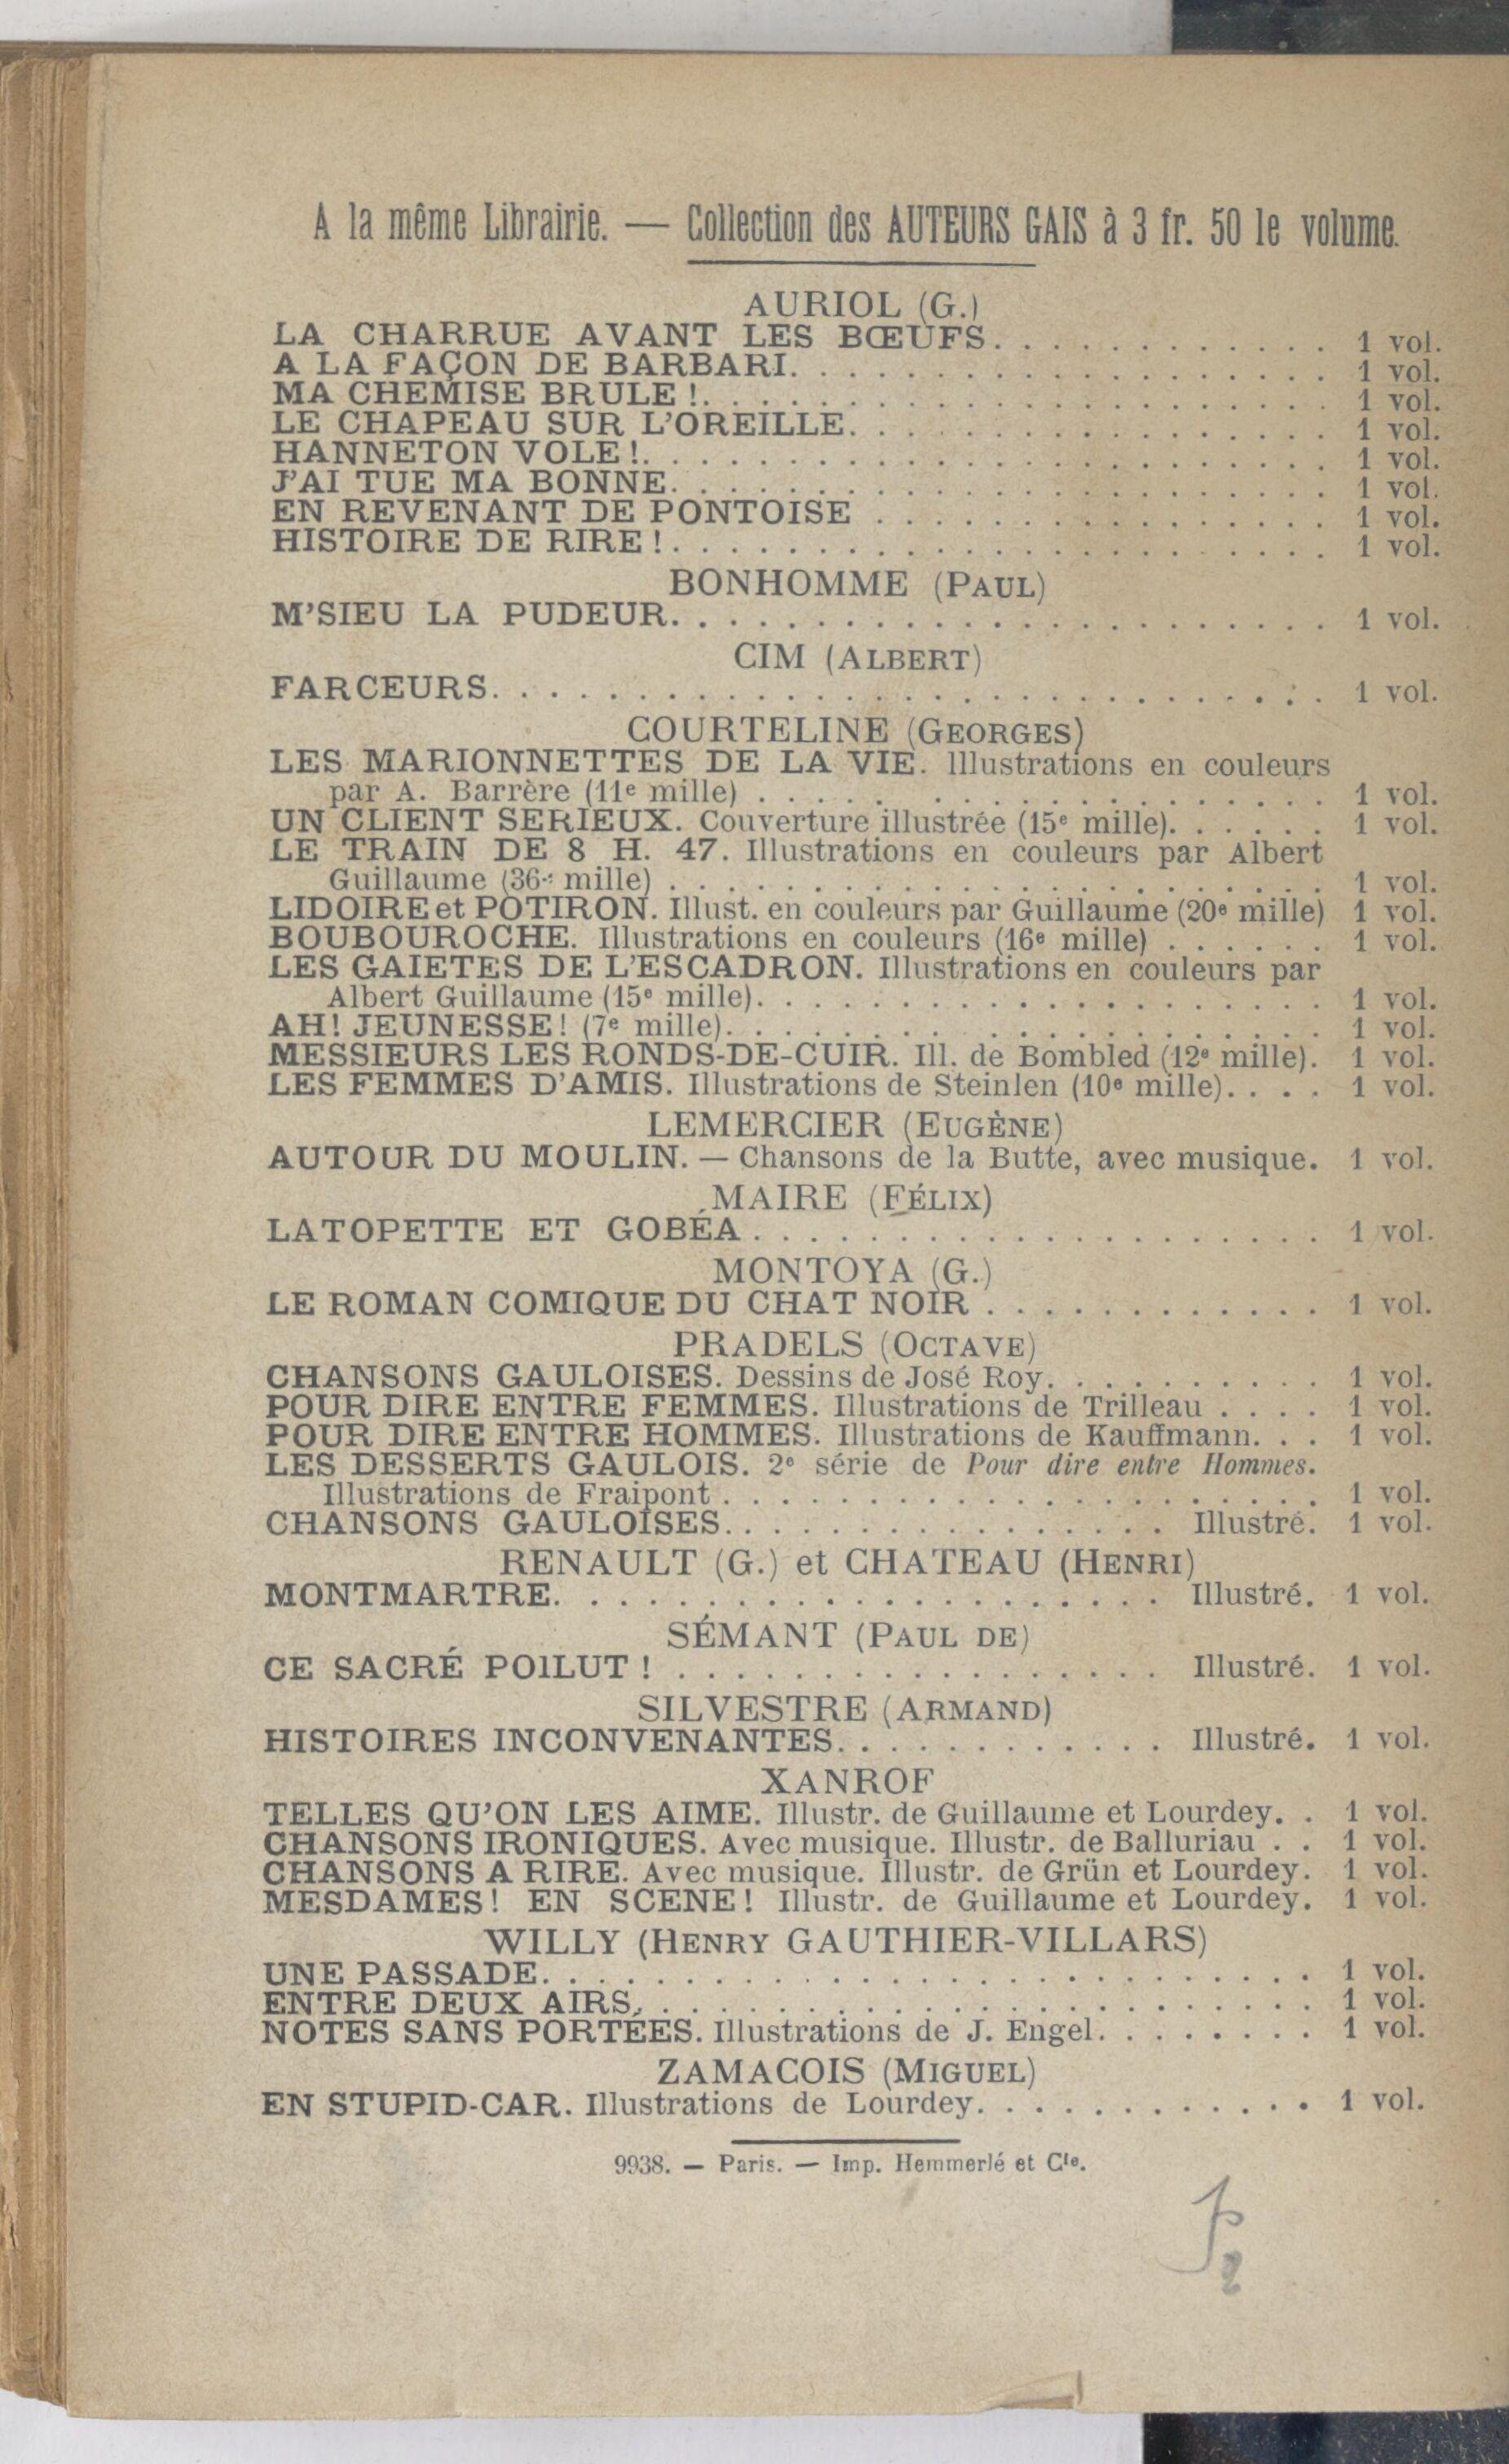 A la même Librairie. — Collection des AUTEURS GAIS à 3 fr. 50 le volume.
AURIOL (G.)
LA CHARRUE AVANT LES BŒUFS. . . . . . . . . . . . 1 vol.
A LA FAÇON DE BARBARI. . . . . . . . . . . . . . . . . . . 1 vol.
MA CHEMISE BRULE !. . . . . . . . . . . . . . . . . . . . . . 1 vol.
LE CHAPEAU SUR L'OREILLE. . . . . . . . . . . . . . . . . 1 vol.
HANNETON VOLE !. . . . . . . . . . . . . . . . . . . . . . . . 1 vol.
J'AI TUE MA BONNE. . . . . . . . . . . . . . . . . . . . . . . 1 vol.
EN REVENANT DE PONTOISE . . . . . . . . . . . . . . . . 1 vol.
HISTOIRE DE RIRE !. . . . . . . . . . . . . . . . . . . . . . . 1 vol.
BONHOMME (PAUL)
M'SIEU LA PUDEUR. . . . . . . . . . . . . . . . . . . . . . . 1 vol.
CIM (ALBERT)
FARCEURS. . . . . . . . . . . . . . . . . . . . . . . . . . . . . 1 vol.
COURTELINE (GEORGES)
LES MARIONNETTES DE LA VIE. Illustrations en couleurs
par A. Barrère (11e mille) . . . . . . . . . . . . . . . . . . . 1 vol.
UN CLIENT SERIEUX. Couverture illustrée (15e mille). . . . . . 1 vol.
LE TRAIN DE 8 H. 47. Illustrations en couleurs par Albert
Guillaume (36e mille) . . . . . . . . . . . . . . . . . . . . . . . 1 vol.
LIDOIRE et POTIRON. Illust. en couleurs par Guillaume (20e mille) 1 vol.
BOUBOUROCHE. Illustrations en couleurs (16e mille) . . . . . . 1 vol.
LES GAIETES DE L'ESCADRON. Illustrations en couleurs par
Albert Guillaume (15e mille). . . . . . . . . . . . . . . . . . . . 1 vol.
AH! JEUNESSE! (7e mille). . . . . . . . . . . . . . . . . . . . . 1 vol.
MESSIEURS LES RONDS-DE-CUIR. Ill. de Bombled (12e mille). 1 vol.
LES FEMMES D'AMIS. Illustrations de Steinlen (10e mille). . . . 1 vol.
LEMERCIER (EUGÈNE)
AUTOUR DU MOULIN. — Chansons de la Butte, avec musique. 1 vol.
MAIRE (FÉLIX)
LATOPETTE ET GOBÉA . . . . . . . . . . . . . . . . . . . . 1 vol.
MONTOYA (G.)
LE ROMAN COMIQUE DU CHAT NOIR . . . . . . . . . . . . 1 vol.
PRADELS (OCTAVE)
CHANSONS GAULOISES. Dessins de José Roy. . . . . . . . . . 1 vol.
POUR DIRE ENTRE FEMMES. Illustrations de Trilleau . . . . 1 vol.
POUR DIRE ENTRE HOMMES. Illustrations de Kauffmann. . . 1 vol.
LES DESSERTS GAULOIS. 2e série de Pour dire entre Hommes.
Illustrations de Fraipont . . . . . . . . . . . . . . . . . . . . . 1 vol.
CHANSONS GAULOISES. . . . . . . . . . . . . . . . Illustré. 1 vol.
RENAULT (G.) et CHATEAU (HENRI)
MONTMARTRE. . . . . . . . . . . . . . . . . . . . . . Illustré. 1 vol.
SÉMANT (PAUL DE)
CE SACRÉ POILUT ! . . . . . . . . . . . . . . . . . Illustré. 1 vol.
SILVESTRE (ARMAND)
HISTOIRES INCONVENANTES. . . . . . . . . . . . Illustré. 1 vol.
XANROF
TELLES QU'ON LES AIME. Illustr. de Guillaume et Lourdey. . 1 vol.
CHANSONS IRONIQUES. Avec musique. Illustr. de Balluriau . . 1 vol.
CHANSONS A RIRE. Avec musique. Illustr. de Grün et Lourdey. 1 vol.
MESDAMES! EN SCENE! Illustr. de Guillaume et Lourdey. 1 vol.
WILLY (HENRY GAUTHIER-VILLARS)
UNE PASSADE. . . . . . . . . . . . . . . . . . . . . . . . . . . 1 vol.
ENTRE DEUX AIRS. . . . . . . . . . . . . . . . . . . . . . . . 1 vol.
NOTES SANS PORTÉES. Illustrations de J. Engel. . . . . . . . 1 vol.
ZAMACOIS (MIGUEL)
EN STUPID-CAR. Illustrations de Lourdey. . . . . . . . . . . . 1 vol.
9938. — Paris. — Imp. Hemmerlé et Cie.